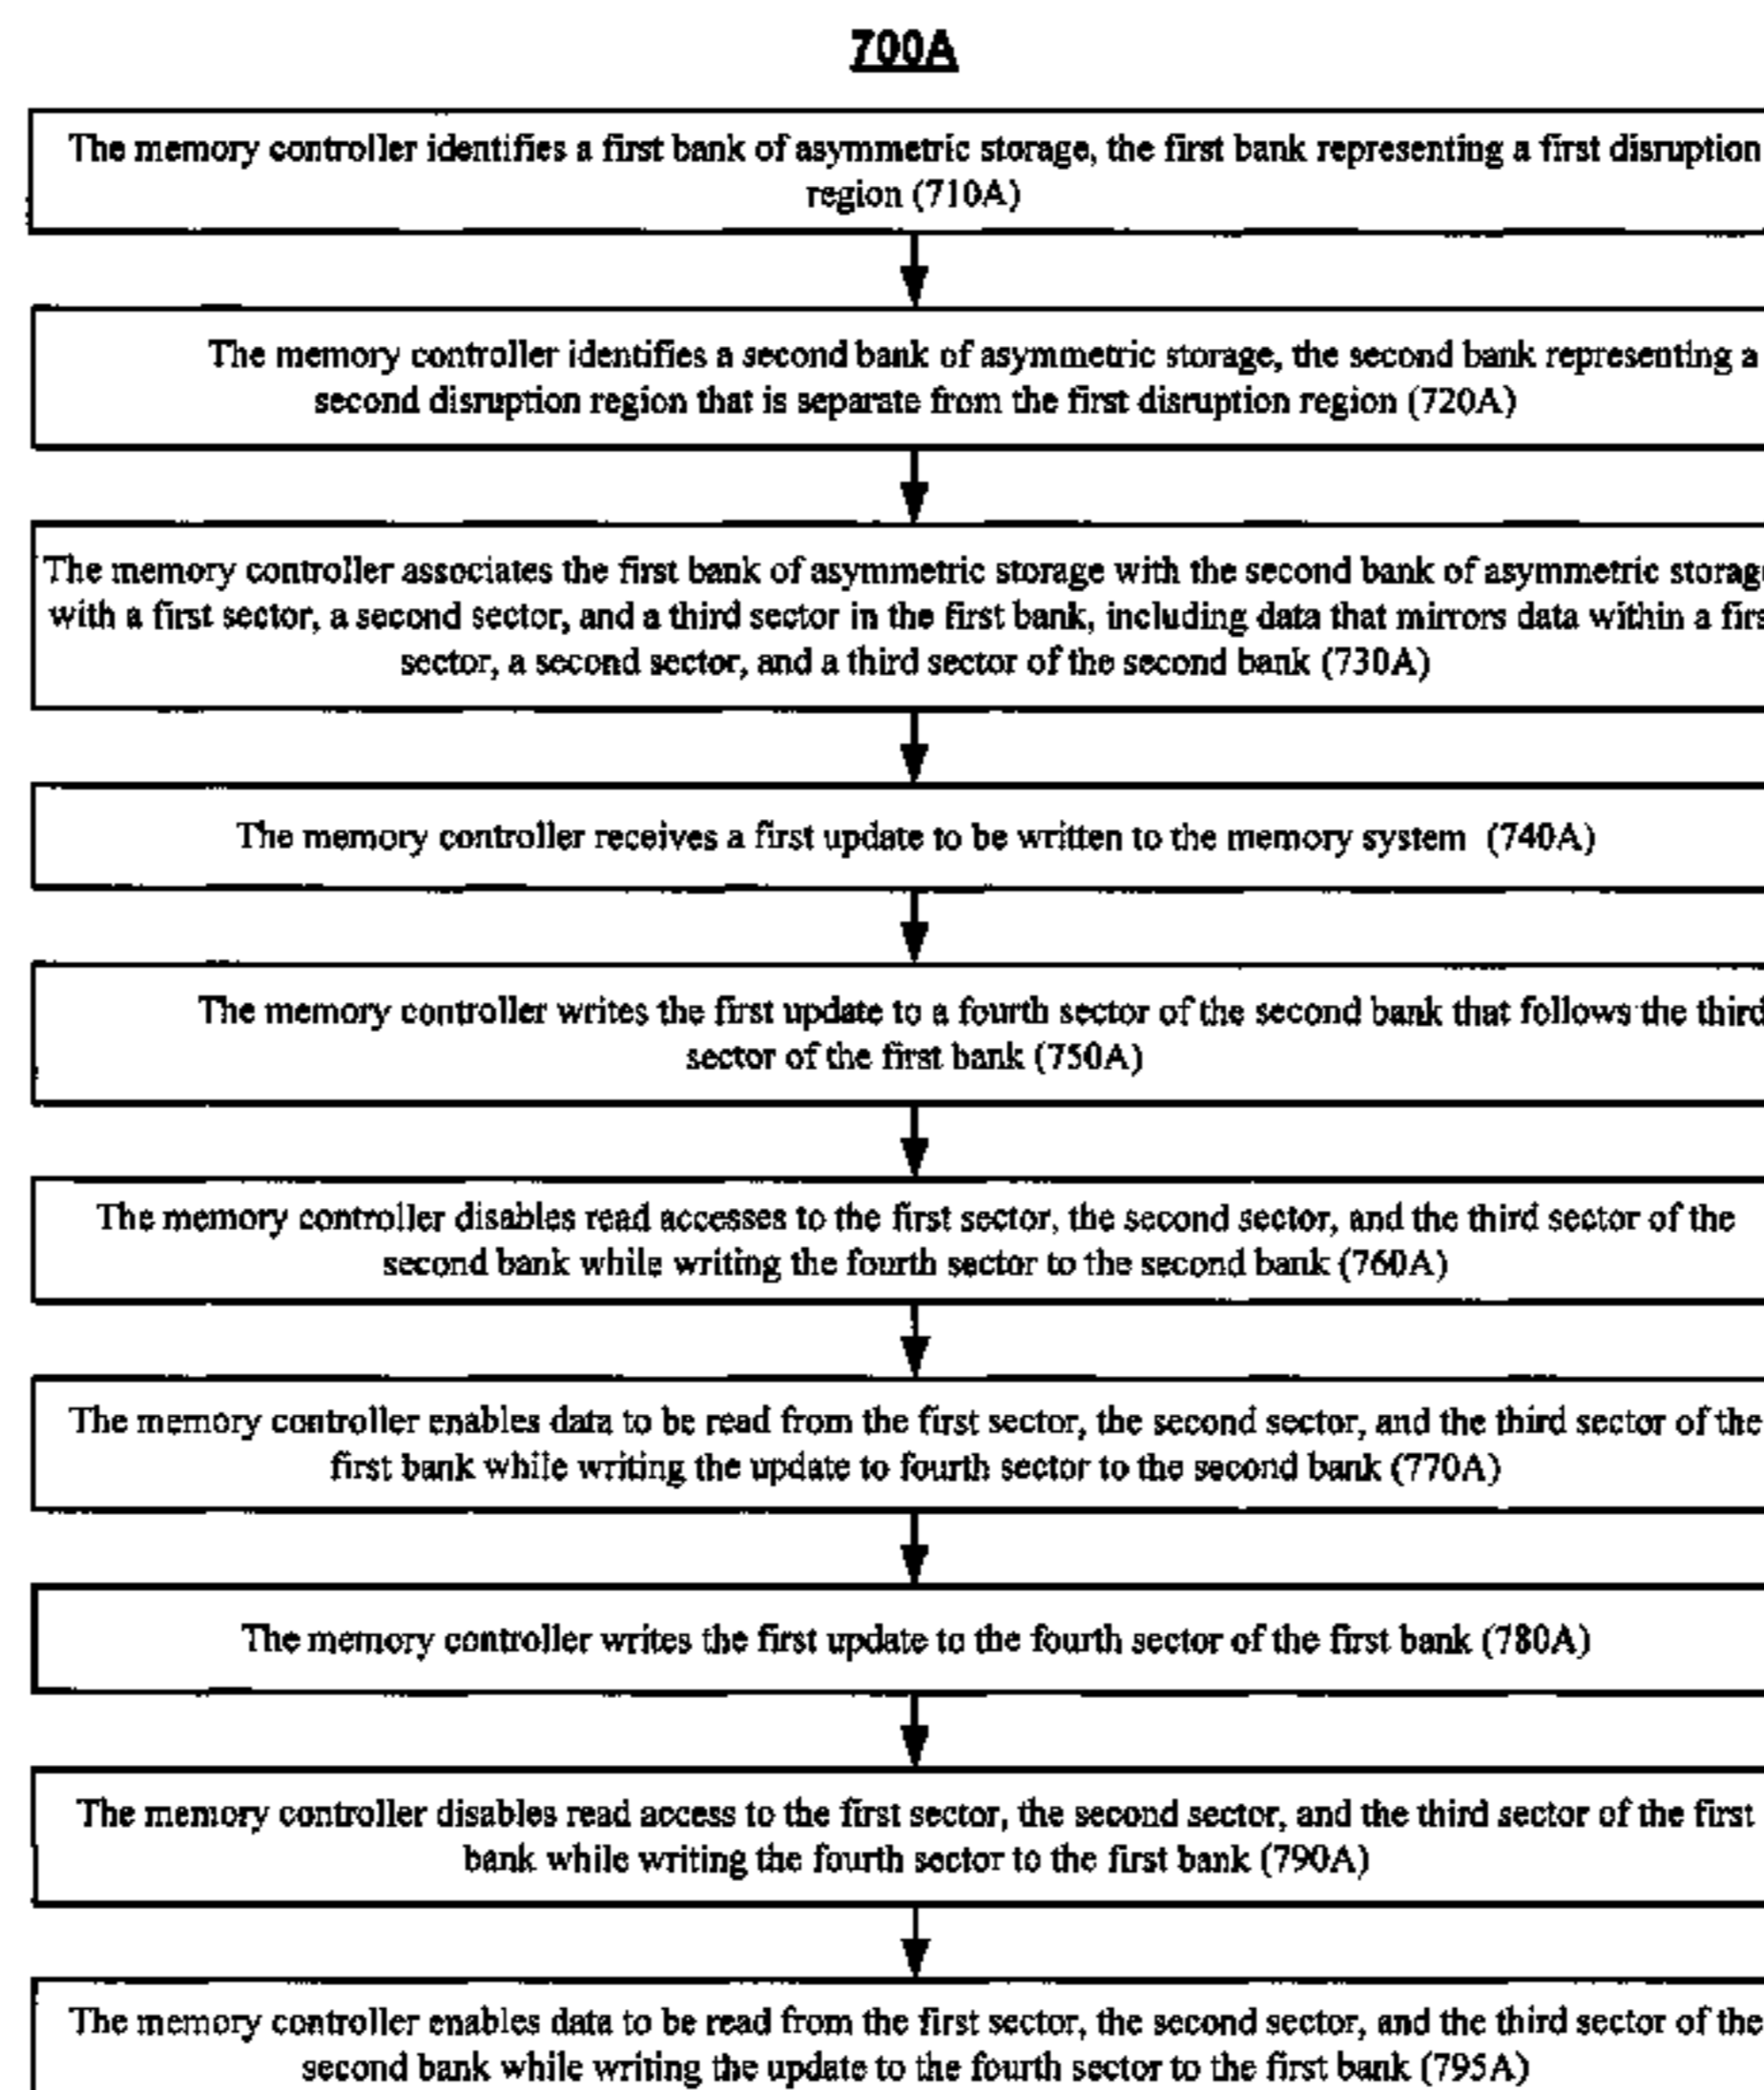 700A
The memory controller identifies a first bank of asymmetric storage, the first bank representing a first disruption
region (710A)
The memory controller identifies a second bank of asymmetric storage, the second bank representing a
second disruption region that is separate from the first disruption region (720A)
The memory controller associates the first bank of asymmetric storage with the second bank of asymmetric storag
with a first sector, a second sector, and a third sector in the first bank, including data that mirrors data within a firs
sector, a second sector, and a third sector of the second bank (730A)
The memory controller receives a first update to be written to the memory system (740A)
The memory controller writes the first update to a fourth sector of the second bank that follows the third
sector of the first bank (750A)
The memory controller disables read accesses to the first sector, the second sector, and the third sector of the
second bank while writing the fourth sector to the second bank (760A)
The memory controller enables data to be read from the first sector, the second sector, and the third sector of the
first bank while writing the update to fourth sector to the second bank (770A)
The memory controller writes the first update to the fourth sector of the first bank (780A)
The memory controller disables read access to the first sector, the second sector, and the third sector of the first
bank while writing the fourth sector to the first bank (790A)
The memory controller enables data to be read from the first sector, the second sector, and the third sector of the
second bank while writing the update to the fourth sector to the first bank (795A)